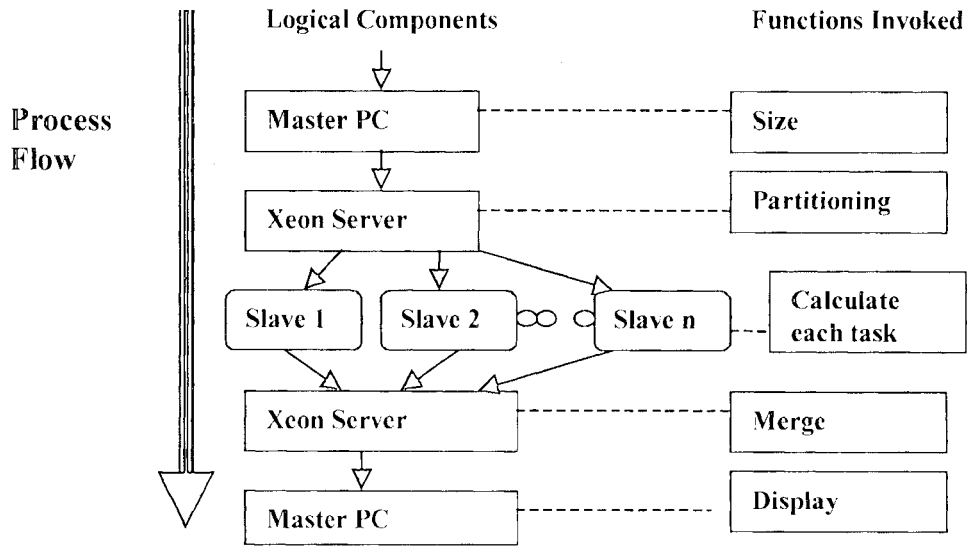 Logical Components
Functions Invoked
Process
Flow
Master PC
Size
Xeon Server
Partitioning
Slave 1
Slave 2
Slave n
Calculate
each task
Xeon Server
Merge
Master PC
Display